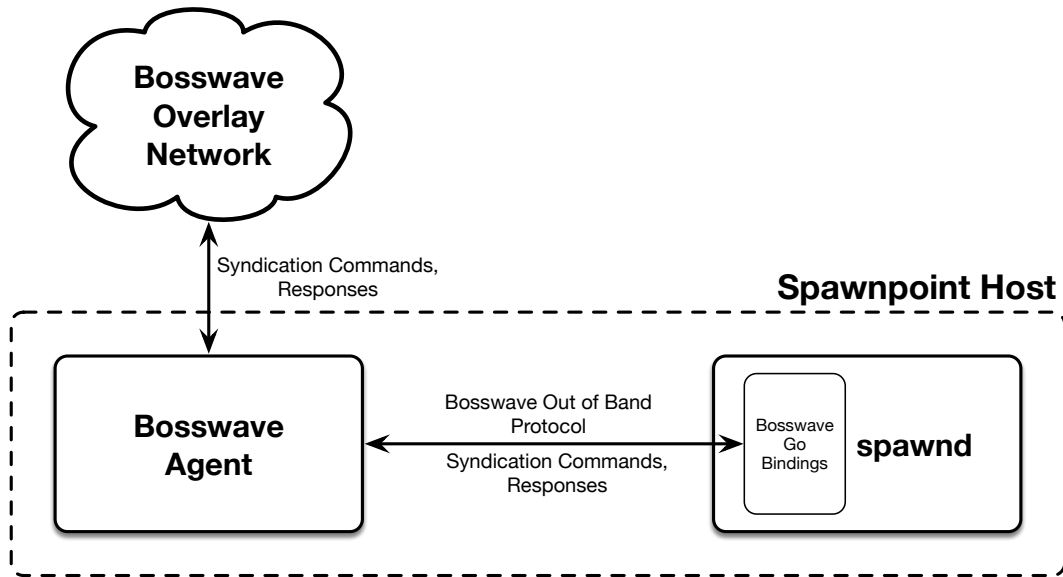 Bosswave
Overlay
Network
Syndication Commands,
Responses
Spawnpoint Host
Bosswave
Agent
Bosswave Out of Band
Protocol
Syndication Commands,
Responses
Bosswave
Go
Bindings
spawnd